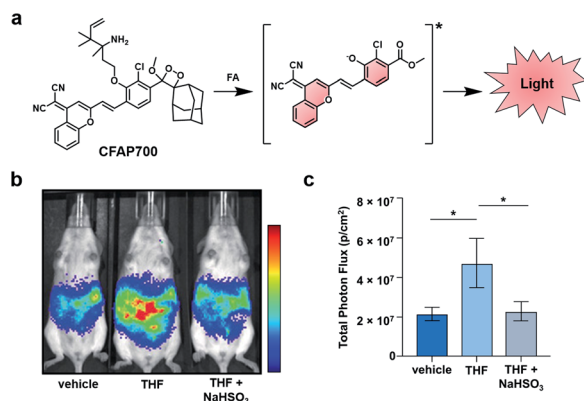 a
NH₂
Cl
O
O
O
O
NC
CN
O
CFAP700
FA
*
⁻O
Cl
O
O
NC
CN
O
Light
b
vehicle
THF
THF +
NaHSO₃
c
Total Photon Flux (p/cm²)
8 × 10⁷
6 × 10⁷
4 × 10⁷
2 × 10⁷
0
*
*
vehicle
THF
THF +
NaHSO₃